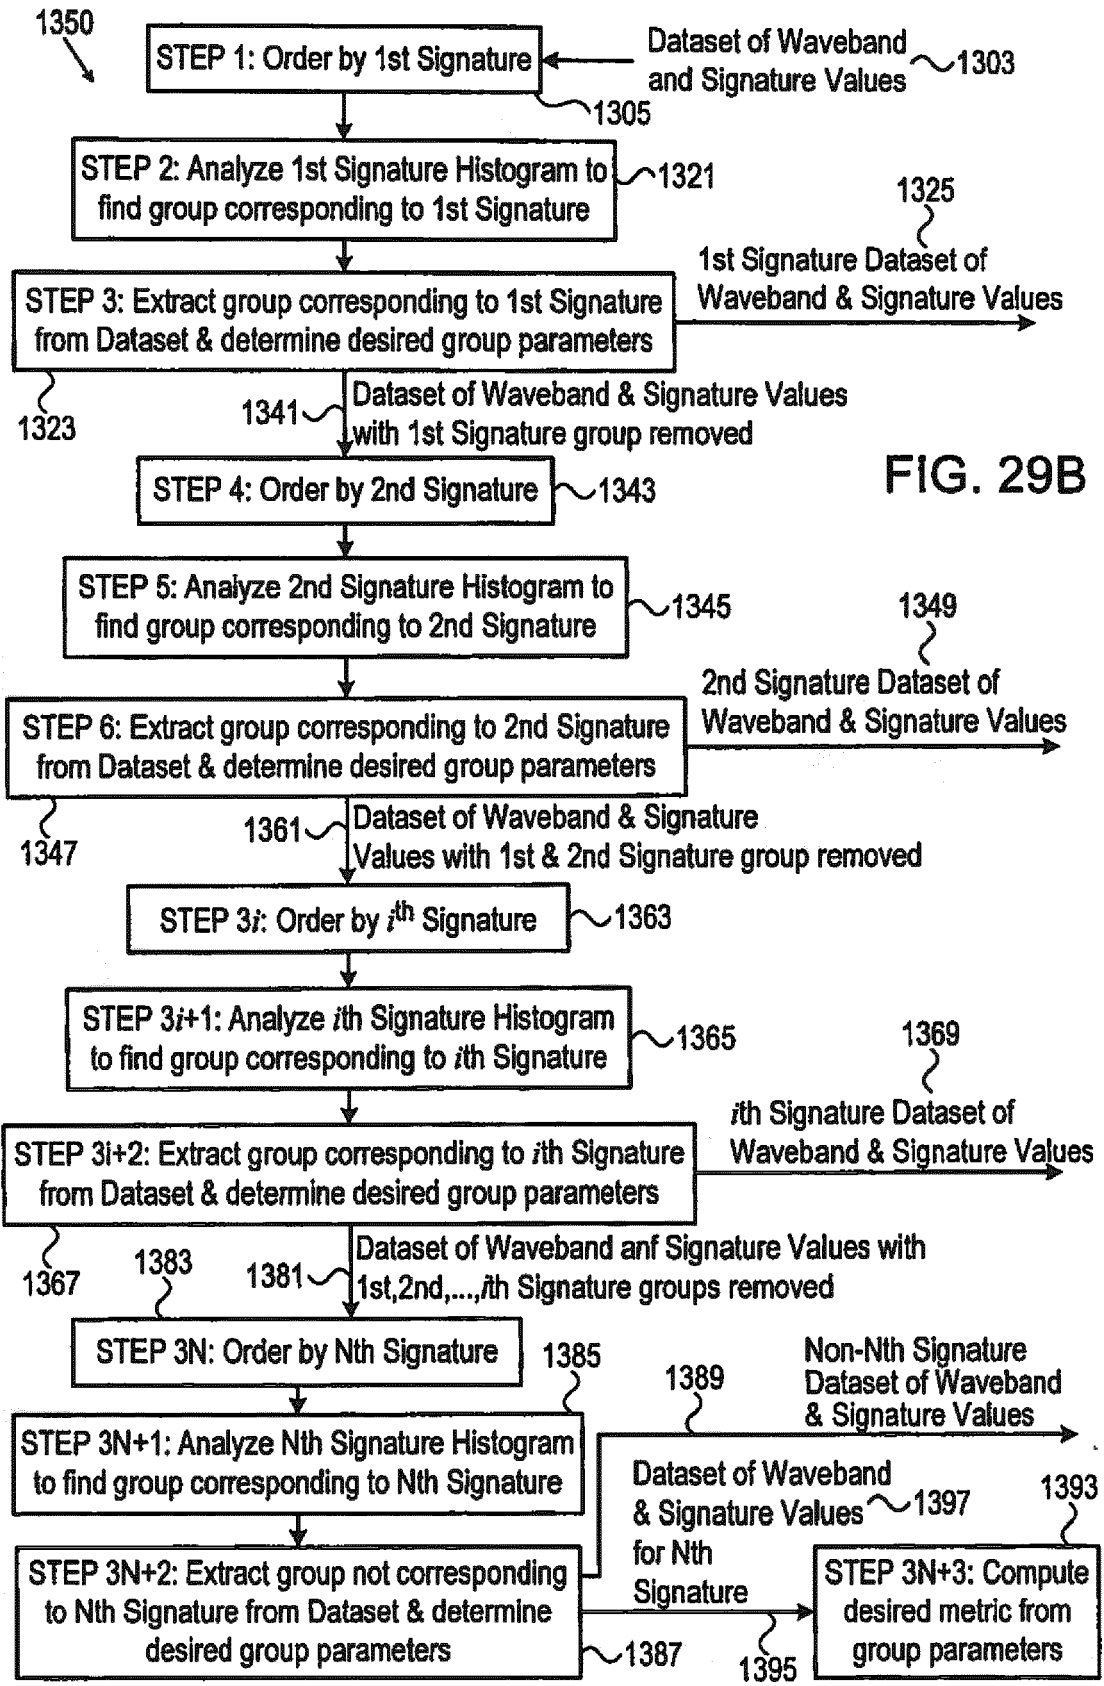 1350
STEP 1: Order by 1st Signature
Dataset of Waveband
and Signature Values
1303
1305
STEP 2: Analyze 1st Signature Histogram to
find group corresponding to 1st Signature
1321
1325
1st Signature Dataset of
Waveband & Signature Values
STEP 3: Extract group corresponding to 1st Signature
from Dataset & determine desired group parameters
1323
1341
Dataset of Waveband & Signature Values
with 1st Signature group removed
FIG. 29B
STEP 4: Order by 2nd Signature
1343
STEP 5: Analyze 2nd Signature Histogram to
find group corresponding to 2nd Signature
1345
1349
2nd Signature Dataset of
Waveband & Signature Values
STEP 6: Extract group corresponding to 2nd Signature
from Dataset & determine desired group parameters
1347
1361
Dataset of Waveband & Signature
Values with 1st & 2nd Signature group removed
STEP 3i: Order by ith Signature
1363
STEP 3i+1: Analyze ith Signature Histogram
to find group corresponding to ith Signature
1365
1369
ith Signature Dataset of
Waveband & Signature Values
STEP 3i+2: Extract group corresponding to ith Signature
from Dataset & determine desired group parameters
1367
1383
1381
Dataset of Waveband anf Signature Values with
1st,2nd,...,ith Signature groups removed
STEP 3N: Order by Nth Signature
1385
1389
Non-Nth Signature
Dataset of Waveband
& Signature Values
STEP 3N+1: Analyze Nth Signature Histogram
to find group corresponding to Nth Signature
Dataset of Waveband
& Signature Values
for Nth
Signature
1397
1393
STEP 3N+2: Extract group not corresponding
to Nth Signature from Dataset & determine
desired group parameters
1387
1395
STEP 3N+3: Compute
desired metric from
group parameters